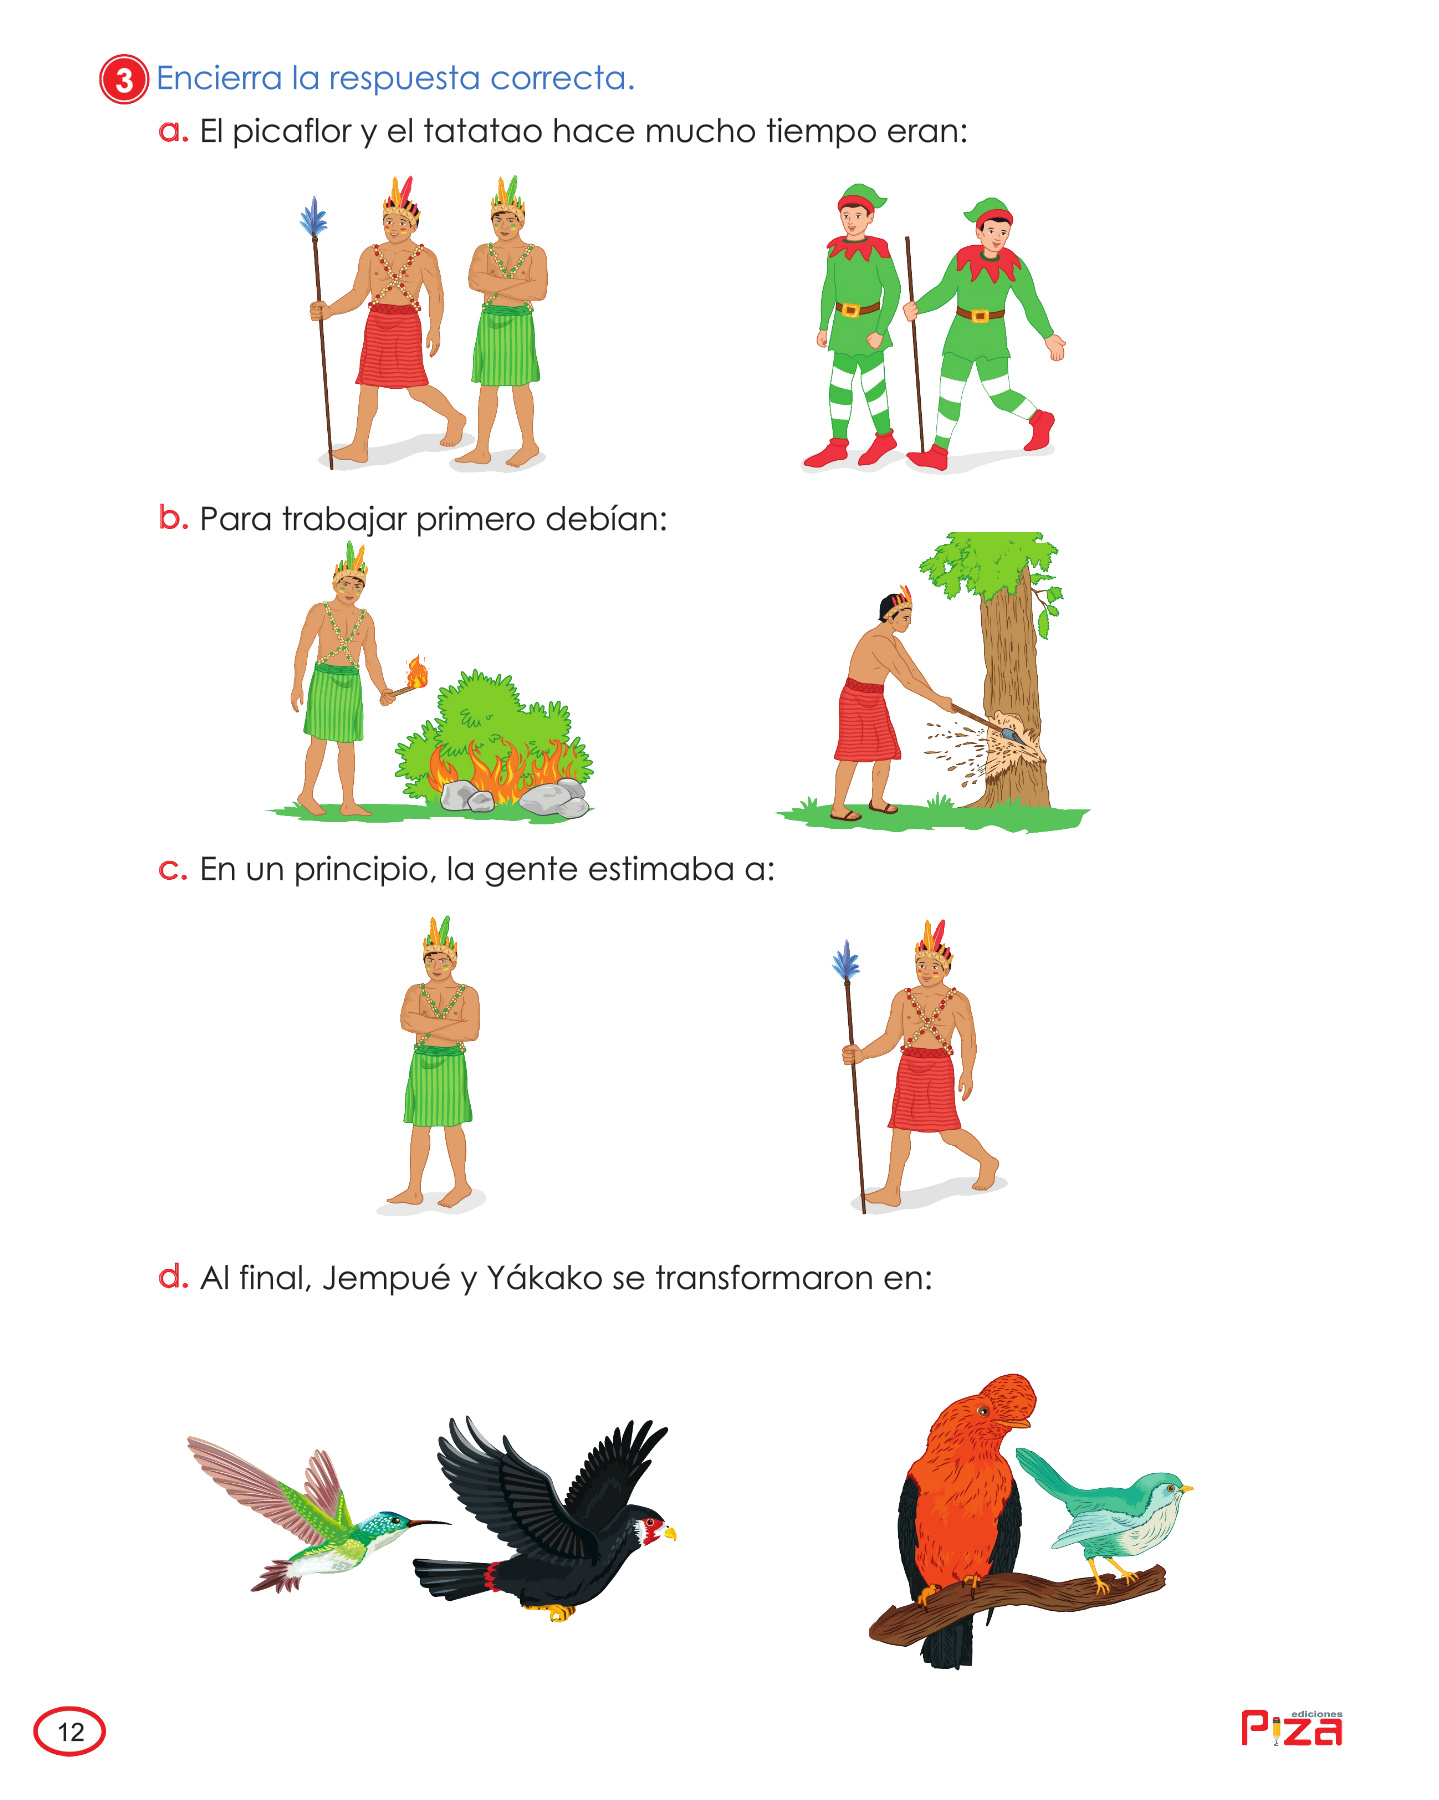 3 Encierra la respuesta correcta.
a. El picaflor y el tatatao hace mucho tiempo eran:
b. Para trabajar primero debían:
c. En un principio, la gente estimaba a:
d. Al final, Jempué y Yákako se transformaron en:
12
ediciones
Piza